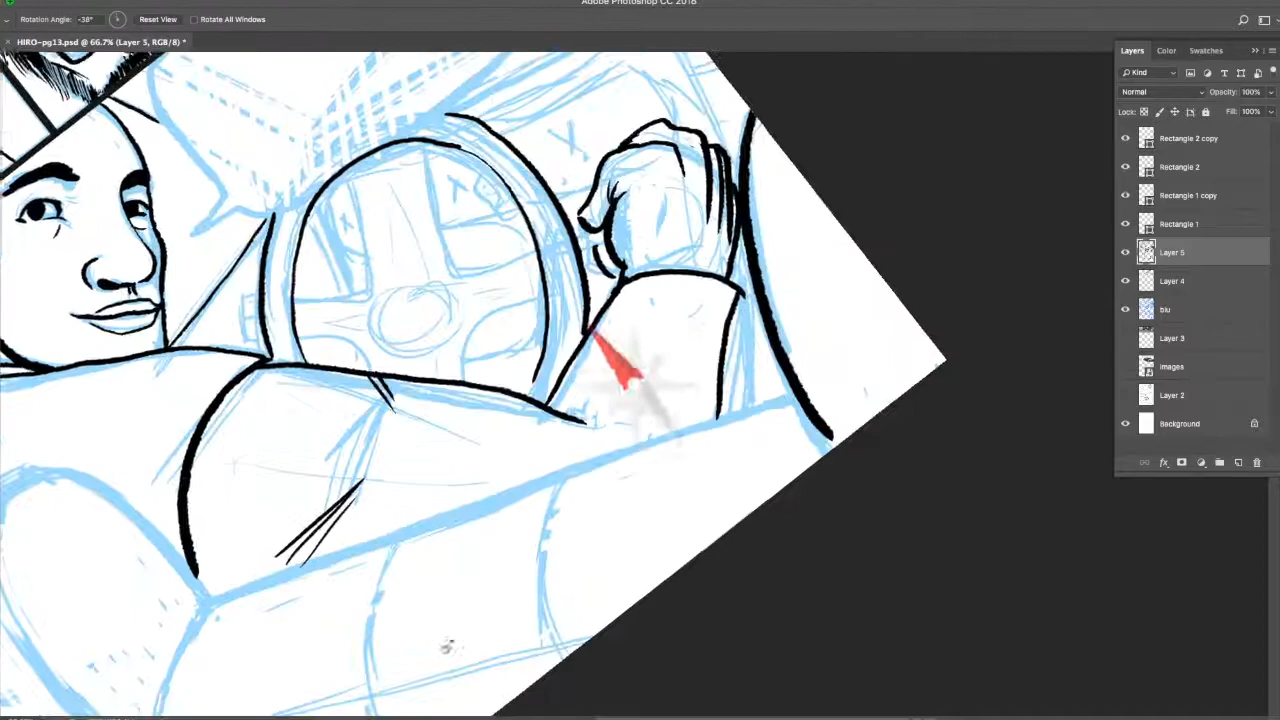 Adobe Photoshop CC 2018
Rotation Angle: -38° Reset View Rotate All Windows
HIRO-pg13.psd @ 66.7% (Layer 5, RGB/8) *
Layers Color Swatches
Kind
Normal Opacity: 100%
Lock: Fill: 100%
Rectangle 2 copy
Rectangle 2
Rectangle 1 copy
Rectangle 1
Layer 5
Layer 4
blu
Layer 3
images
Layer 2
Background